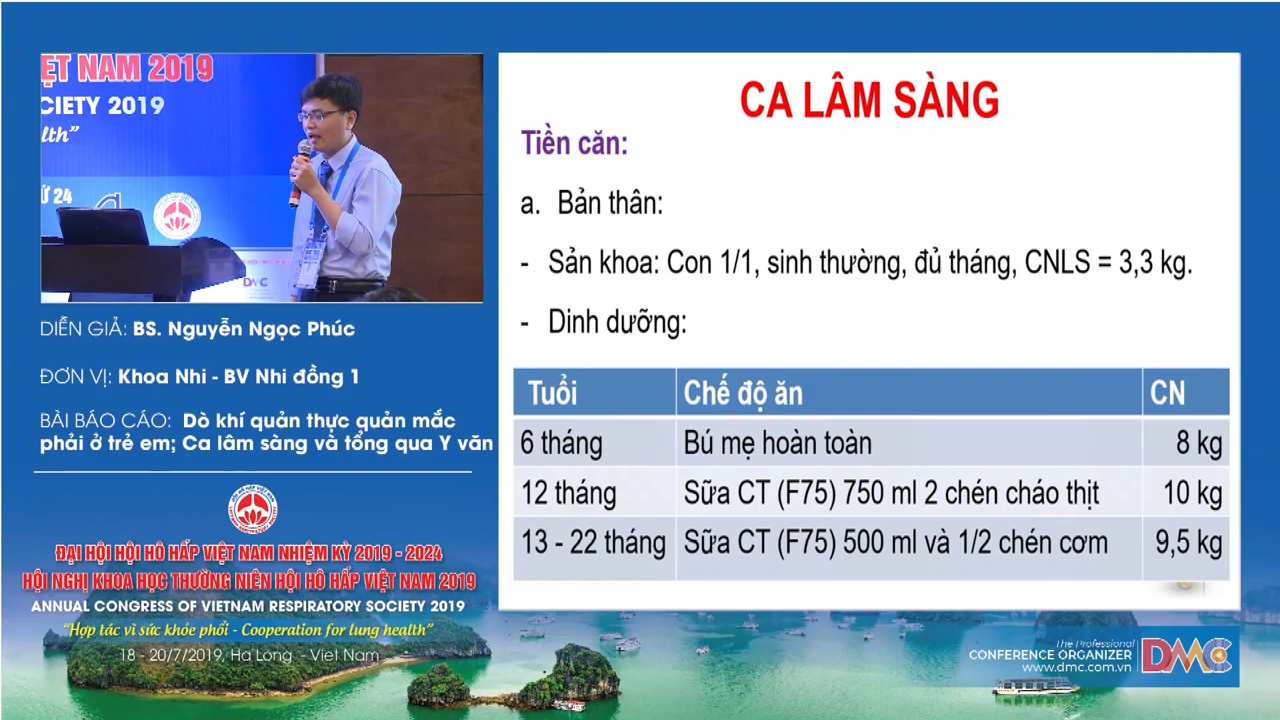 ỆT NAM 2019
CIETY 2019
lth”
Ứ 24
DMC
DIỄN GIẢ: BS. Nguyễn Ngọc Phúc
ĐƠN VỊ: Khoa Nhi - BV Nhi đồng 1
BÀI BÁO CÁO: Dò khí quản thực quản mắc
phải ở trẻ em; Ca lâm sàng và tổng qua Y văn
ĐẠI HỘI HỘI HÔ HẤP VIỆT NAM NHIỆM KỲ 2019 - 2024
HỘI NGHỊ KHOA HỌC THƯỜNG NIÊN HỘI HÔ HẤP VIỆT NAM 2019
ANNUAL CONGRESS OF VIETNAM RESPIRATORY SOCIETY 2019
“Hợp tác vì sức khỏe phổi - Cooperation for lung health”
18 - 20/7/2019, Ha Long - Viet Nam
CA LÂM SÀNG
Tiền căn:
a. Bản thân:
- Sản khoa: Con 1/1, sinh thường, đủ tháng, CNLS = 3,3 kg.
- Dinh dưỡng:
Tuổi Chế độ ăn CN
6 tháng Bú mẹ hoàn toàn 8 kg
12 tháng Sữa CT (F75) 750 ml 2 chén cháo thịt 10 kg
13 - 22 tháng Sữa CT (F75) 500 ml và 1/2 chén cơm 9,5 kg
The Professional
CONFERENCE ORGANIZER
www.dmc.com.vn
DMC